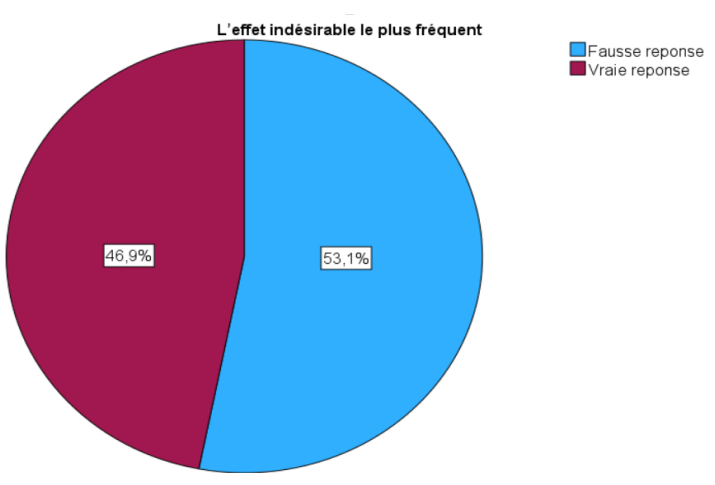 L'effet indésirable le plus fréquent
Fausse reponse
Vraie reponse
46,9%
53,1%